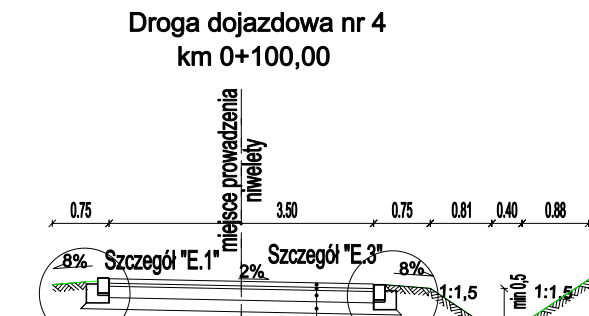 Droga dojazdowa nr 4
km 0+100,00
miejsce prowadzenia
niwelety
0.75 3.50 0.75 0.81 0.40 0.88
Szczegół "E.1" Szczegół "E.3"
8% 2% 8%
1:1,5 min 0,5 1:1,5